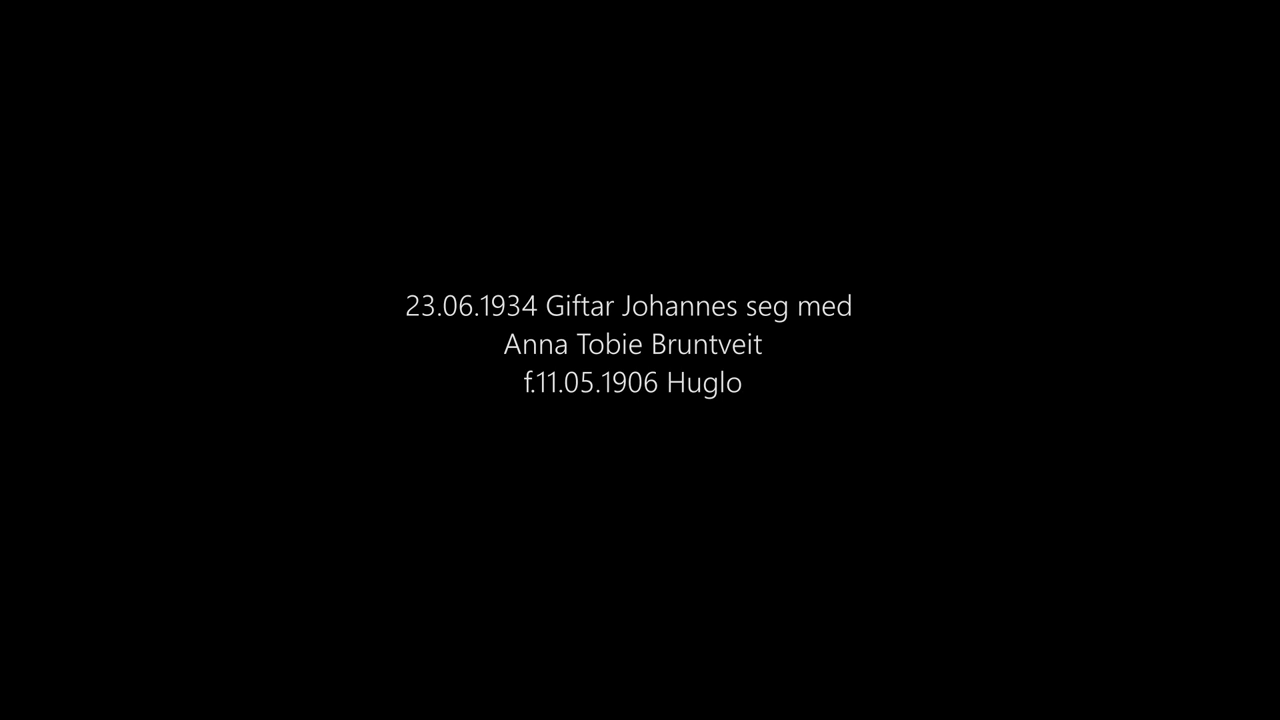 23.06.1934 Giftar Johannes seg med
Anna Tobie Bruntveit
f.11.05.1906 Huglo